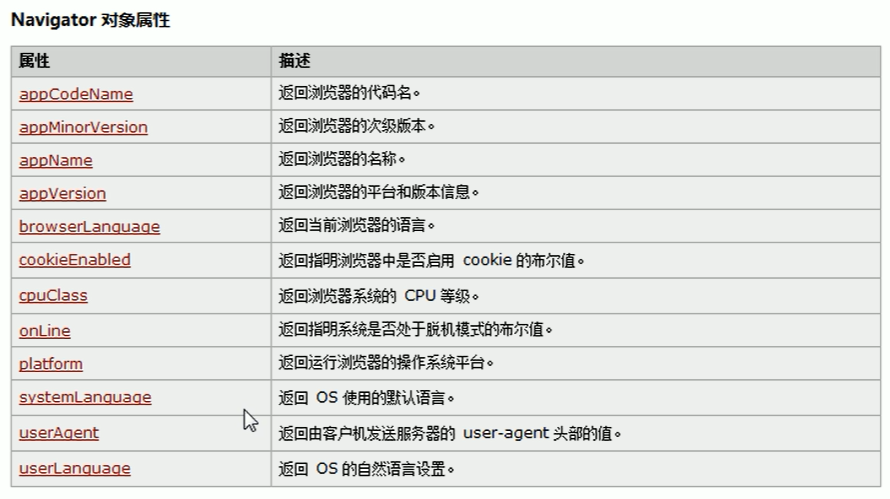 Navigator 对象属性
属性 描述
appCodeName 返回浏览器的代码名。
appMinorVersion 返回浏览器的次级版本。
appName 返回浏览器的名称。
appVersion 返回浏览器的平台和版本信息。
browserLanguage 返回当前浏览器的语言。
cookieEnabled 返回指明浏览器中是否启用 cookie 的布尔值。
cpuClass 返回浏览器系统的 CPU 等级。
onLine 返回指明系统是否处于脱机模式的布尔值。
platform 返回运行浏览器的操作系统平台。
systemLanguage 返回 OS 使用的默认语言。
userAgent 返回由客户机发送服务器的 user-agent 头部的值。
userLanguage 返回 OS 的自然语言设置。